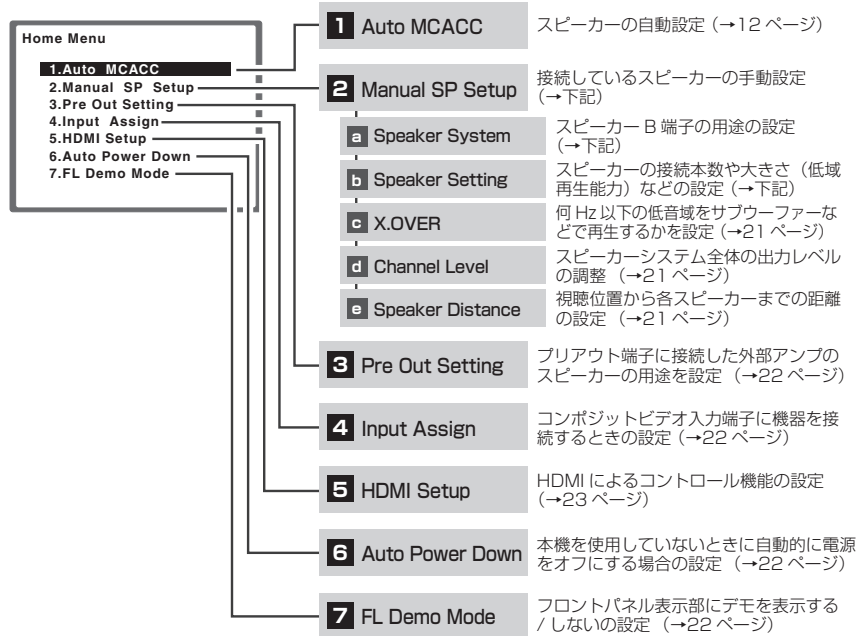 Home Menu
1.Auto MCACC
2.Manual SP Setup
3.Pre Out Setting
4.Input Assign
5.HDMI Setup
6.Auto Power Down
7.FL Demo Mode
1 Auto MCACC
スピーカーの自動設定（→12 ページ）
2 Manual SP Setup
接続しているスピーカーの手動設定
（→下記）
a Speaker System
スピーカー B 端子の用途の設定
（→下記）
b Speaker Setting
スピーカーの接続本数や大きさ（低域
再生能力）などの設定（→下記）
c X.OVER
何 Hz 以下の低音域をサブウーファーな
どで再生するかを設定（→21 ページ）
d Channel Level
スピーカーシステム全体の出力レベル
の調整 （→21 ページ）
e Speaker Distance
視聴位置から各スピーカーまでの距離
の設定 （→21 ページ）
3 Pre Out Setting
プリアウト端子に接続した外部アンプの
スピーカーの用途を設定 （→22 ページ）
4 Input Assign
コンポジットビデオ入力端子に機器を接
続するときの設定（→22 ページ）
5 HDMI Setup
HDMI によるコントロール機能の設定
（→23 ページ）
6 Auto Power Down
本機を使用していないときに自動的に電源
をオフにする場合の設定 （→22 ページ）
7 FL Demo Mode
フロントパネル表示部にデモを表示する
/ しないの設定 （→22 ページ）